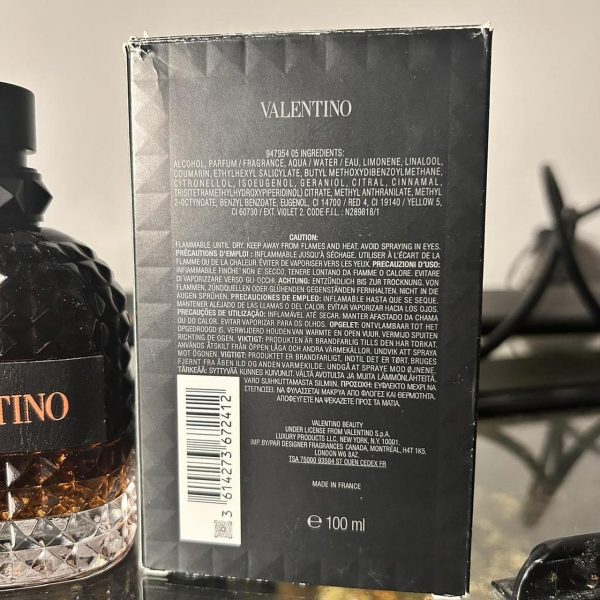 VALENTINO
947954 05 INGREDIENTS:
ALCOHOL, PARFUM / FRAGRANCE, AQUA / WATER / EAU, LIMONENE, LINALOOL,
COUMARIN, ETHYLHEXYL SALICYLATE, BUTYL METHOXYDIBENZOYLMETHANE,
CITRONELLOL, ISOEUGENOL, GERANIOL, CITRAL, CINNAMAL,
TRIS(TETRAMETHYLHYDROXYPIPERIDINOL) CITRATE, METHYL ANTHRANILATE, METHYL
2-OCTYNOATE, BENZYL BENZOATE, EUGENOL, CI 14700 / RED 4, CI 19140 / YELLOW 5,
CI 60730 / EXT. VIOLET 2. CODE F.I.L. : N289818/1
CAUTION:
FLAMMABLE UNTIL DRY. KEEP AWAY FROM FLAMES AND HEAT. AVOID SPRAYING IN EYES.
PRÉCAUTIONS D'EMPLOI : INFLAMMABLE JUSQU'À SÉCHAGE. UTILISER À L'ÉCART DE LA
FLAMME OU DE LA CHALEUR. ÉVITER DE VAPORISER VERS LES YEUX. PRECAUZIONI D'USO:
INFIAMMABILE FINCHE' NON E' SECCO. TENERE LONTANO DA FIAMME O CALORE. EVITARE
DI VAPORIZZARE VERSO GLI OCCHI. ACHTUNG: ENTZÜNDLICH BIS ZUR TROCKNUNG. VON
FLAMMEN, ZÜNDQUELLEN ODER GLÜHENDEN GEGENSTÄNDEN FERNHALTEN. NICHT IN DIE
AUGEN SPRÜHEN. PRECAUCIONES DE EMPLEO: INFLAMABLE HASTA QUE SE SEQUE.
MANTENER ALEJADO DE LAS LLAMAS O DEL CALOR. EVITAR VAPORIZAR HACIA LOS OJOS.
PRECAUÇÕES DE UTILIZAÇÃO: INFLAMÁVEL ATÉ SECAR. MANTER AFASTADO DA CHAMA
OU DO CALOR. EVITAR VAPORIZAR PARA OS OLHOS. OPGELET: ONTVLAMBAAR TOT HET
OPGEDROOGD IS. VERWIJDERD HOUDEN VAN WARMTE EN OPEN VUUR. VERMIJD SPUITEN
RICHTING DE OGEN. VIKTIGT: PRODUKTEN ÄR BRANDFARLIG TILLS DEN HAR TORKAT.
ANVÄNDS ÅTSKILT FRÅN ÖPPEN LÅGA OCH ANDRA VÄRMEKÄLLOR. UNDVIK ATT SPRAYA
MOT ÖGONEN. VIGTIGT: PRODUKTET ER BRANDFARLIGT, INDTIL DET ER TØRT. BRUGES
FJERNT FRA ÅBEN ILD OG ANDEN VARMEKILDE. UNDGÅ AT SPRAYE MOD ØJNENE.
TÄRKEÄÄ: SYTTYVÄÄ KUNNES KUIVUNUT. VÄLTÄ AVOTULTA JA MUITA LÄMMÖNLÄHTEITÄ.
VARO SUIHKUTTAMASTA SILMIIN. ΠΡΟΣΟΧΗ: ΕΥΦΛΕΚΤΟ ΜΕΧΡΙ ΝΑ
ΣΤΕΓΝΩΣΕΙ. ΝΑ ΦΥΛΑΣΣΕΤΑΙ ΜΑΚΡΥΑ ΑΠΟ ΦΛΟΓΕΣ ΚΑΙ ΘΕΡΜΟΤΗΤΑ.
ΑΠΟΦΕΥΓΕΤΕ ΝΑ ΨΕΚΑΖΕΤΕ ΠΡΟΣ ΤΑ ΜΑΤΙΑ.
NTINO
3 614273 672412
VALENTINO BEAUTY
UNDER LICENSE FROM VALENTINO S.p.A.
LUXURY PRODUCTS LLC, NEW YORK, N.Y. 10001.
IMP. BY/PAR DESIGNER FRAGRANCES CANADA, MONTREAL, H4T 1K5.
LONDON W6 8AZ.
TSA 75000 93584 ST OUEN CEDEX FR
MADE IN FRANCE
℮ 100 ml